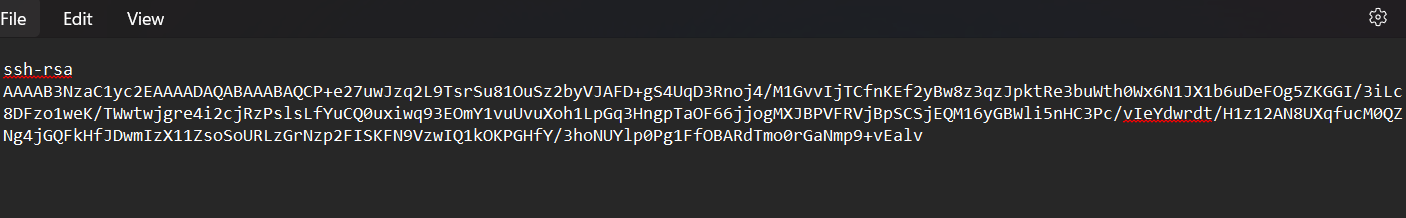 File Edit View
ssh-rsa
AAAAB3NzaC1yc2EAAAADAQABAAABAQCP+e27uwJzq2L9TsrSu81OuSz2byVJAFD+gS4UqD3Rnoj4/M1GvvIjTCfnKEf2yBw8z3qzJpktRe3buWth0Wx6N1JX1b6uDeFOg5ZKGGI/3iLc
8DFzo1weK/TWwtwjgre4i2cjRzPslsLfYuCQ0uxiwq93EOmY1vuUvuXoh1LpGq3HngpTaOF66jjogMXJBPVFRVjBpSCSjEQM16yGBWli5nHC3Pc/vIeYdwrdt/H1z12AN8UXqfucM0QZ
Ng4jGQFkHfJDwmIzX11ZsoSoURLzGrNzp2FISKFN9VzwIQ1kOKPGHfY/3hoNUYlp0Pg1FfOBARdTmo0rGaNmp9+vEalv